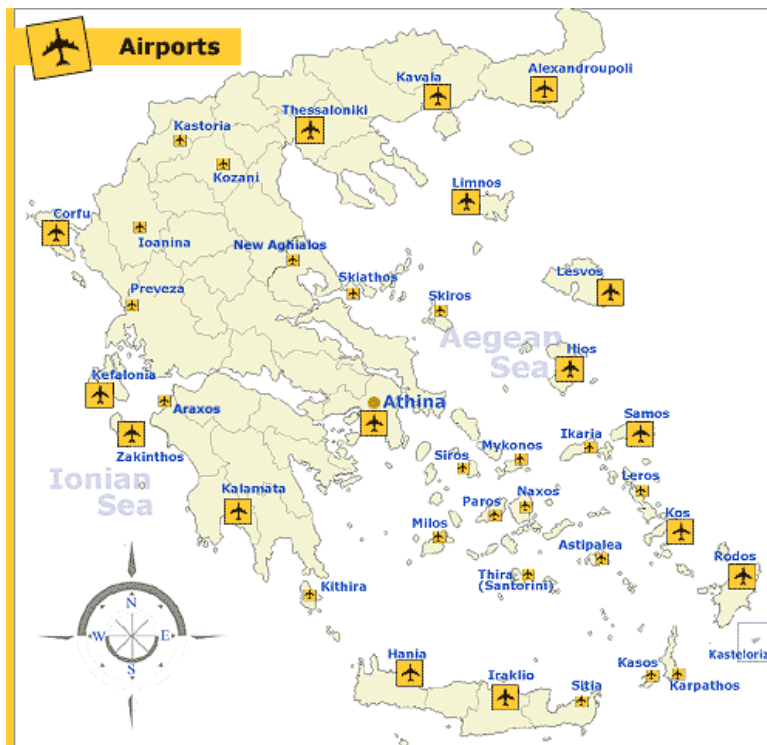 Airports
Alexandroupoli
Kavala
Thessaloniki
Kastoria
Kozani
Limnos
Corfu
Ioanina
New Aghialos
Skiathos
Lesvos
Preveza
Skiros
Aegean
Sea
Hios
Kefalonia
Araxos
Athina
Zakinthos
Samos
Ikaria
Mykonos
Siros
Ionian
Sea
Kalamata
Leros
Naxos
Paros
Kos
Milos
Astipalea
Rodos
Thira
(Santorini)
Kithira
N
W
E
S
Hania
Kasteloriz
Kasos
Karpathos
Iraklio
Sitia